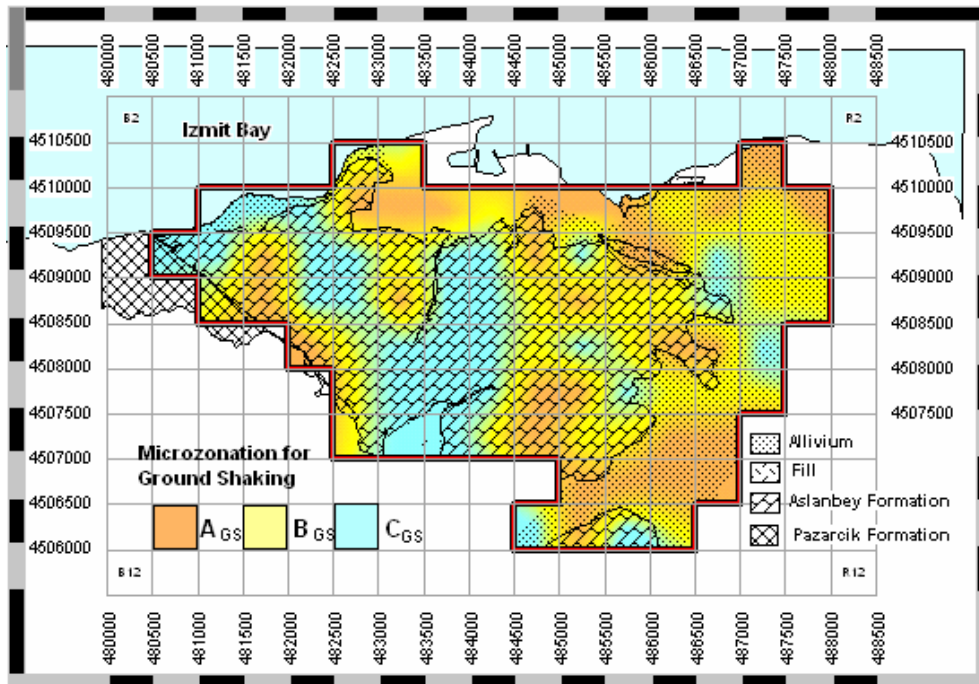 480000 480500 481000 481500 482000 482500 483000 483500 484000 484500 485000 485500 486000 486500 487000 487500 488000 488500
B2 R2
Izmit Bay
4510500 4510500
4510000 4510000
4509500 4509500
4509000 4509000
4508500 4508500
4508000 4508000
4507500 4507500
Allivium
Microzonation for
4507000
Fill
Ground Shaking
4506500
Aslanbey Formation
A GS B GS C GS
Pazarcik Formation
4506000
B12 R12
480000 480500 481000 481500 482000 482500 483000 483500 484000 484500 485000 485500 486000 486500 487000 487500 488000 488500